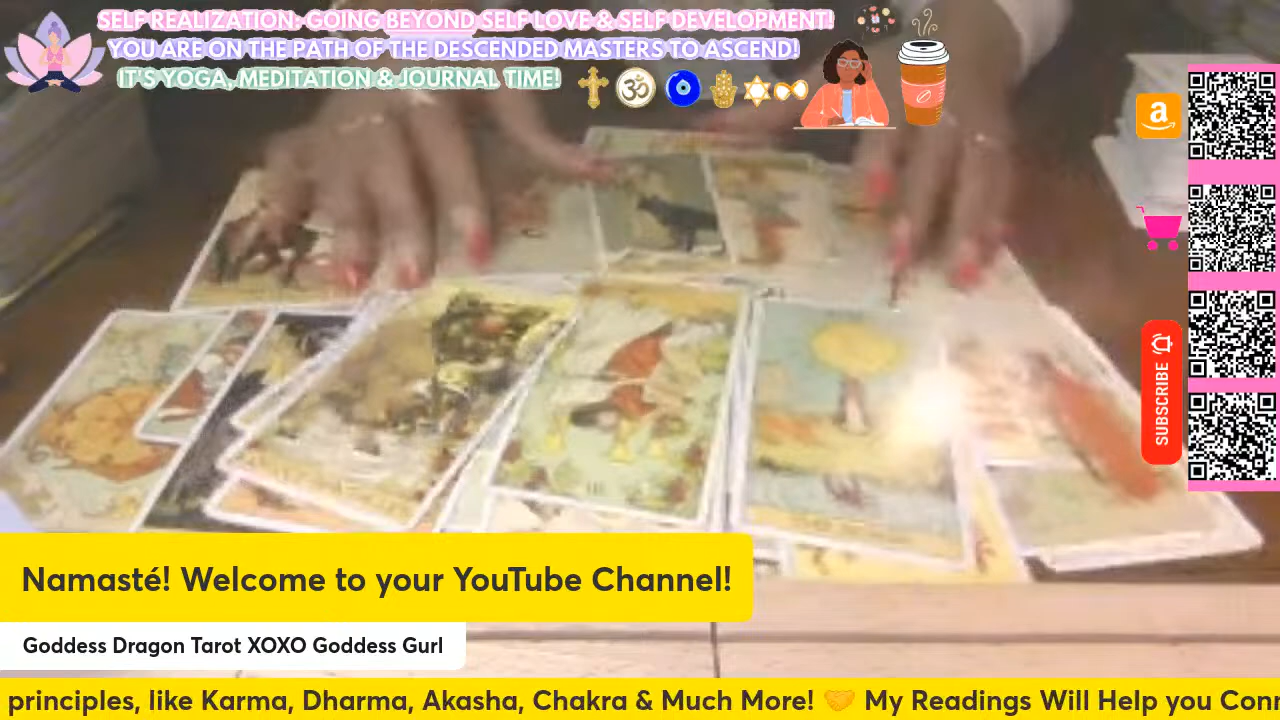 SELF REALIZATION: GOING BEYOND SELF LOVE & SELF DEVELOPMENT!
YOU ARE ON THE PATH OF THE DESCENDED MASTERS TO ASCEND!
IT'S YOGA, MEDITATION & JOURNAL TIME!
SUBSCRIBE
Namasté! Welcome to your YouTube Channel!
Goddess Dragon Tarot XOXO Goddess Gurl
principles, like Karma, Dharma, Akasha, Chakra & Much More! 🤝 My Readings Will Help you Conn